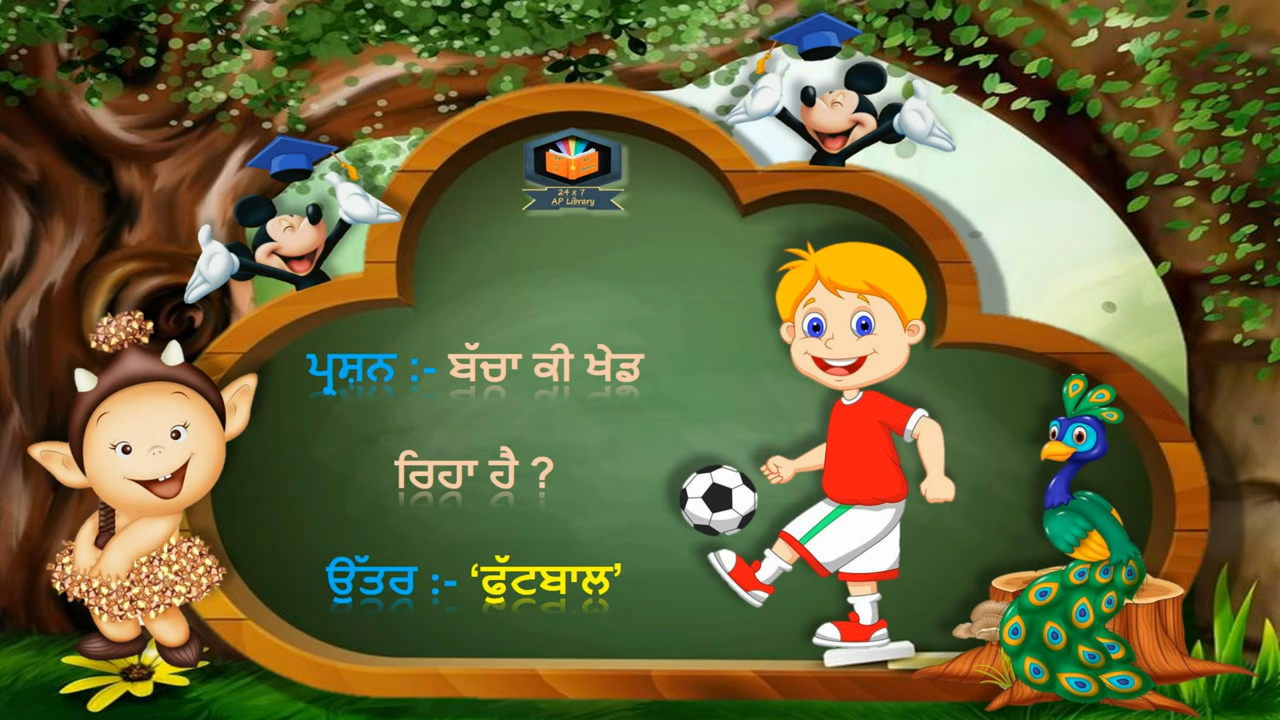 24 x 7
AP Library
ਪ੍ਰਸ਼ਨ :- ਬੱਚਾ ਕੀ ਖੇਡ
ਰਿਹਾ ਹੈ ?
ਉੱਤਰ :- ‘ਫੁੱਟਬਾਲ’